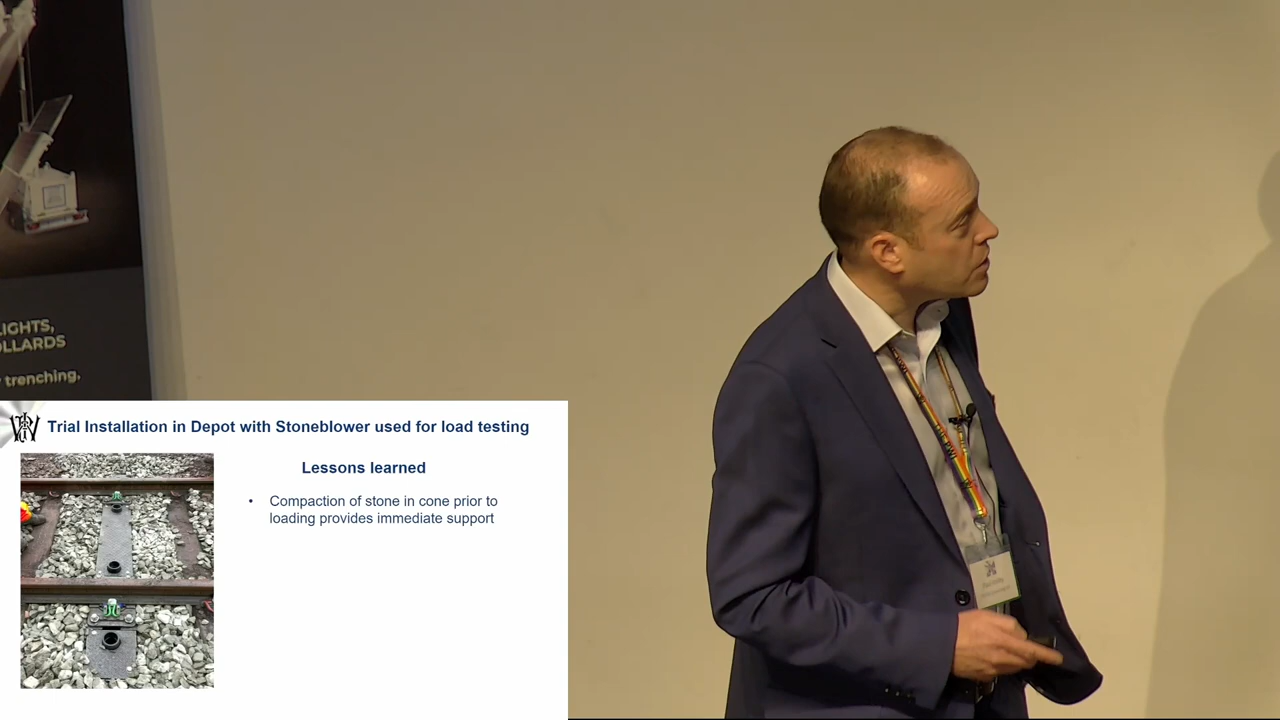 LIGHTS,
OLLARDS
trenching,
Trial Installation in Depot with Stoneblower used for load testing
Lessons learned
• Compaction of stone in cone prior to
loading provides immediate support